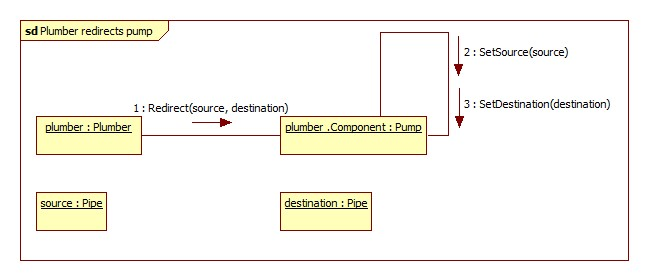 sd Plumber redirects pump
2 : SetSource(source)
1 : Redirect(source, destination)
3 : SetDestination(destination)
plumber : Plumber
plumber .Component : Pump
source : Pipe
destination : Pipe